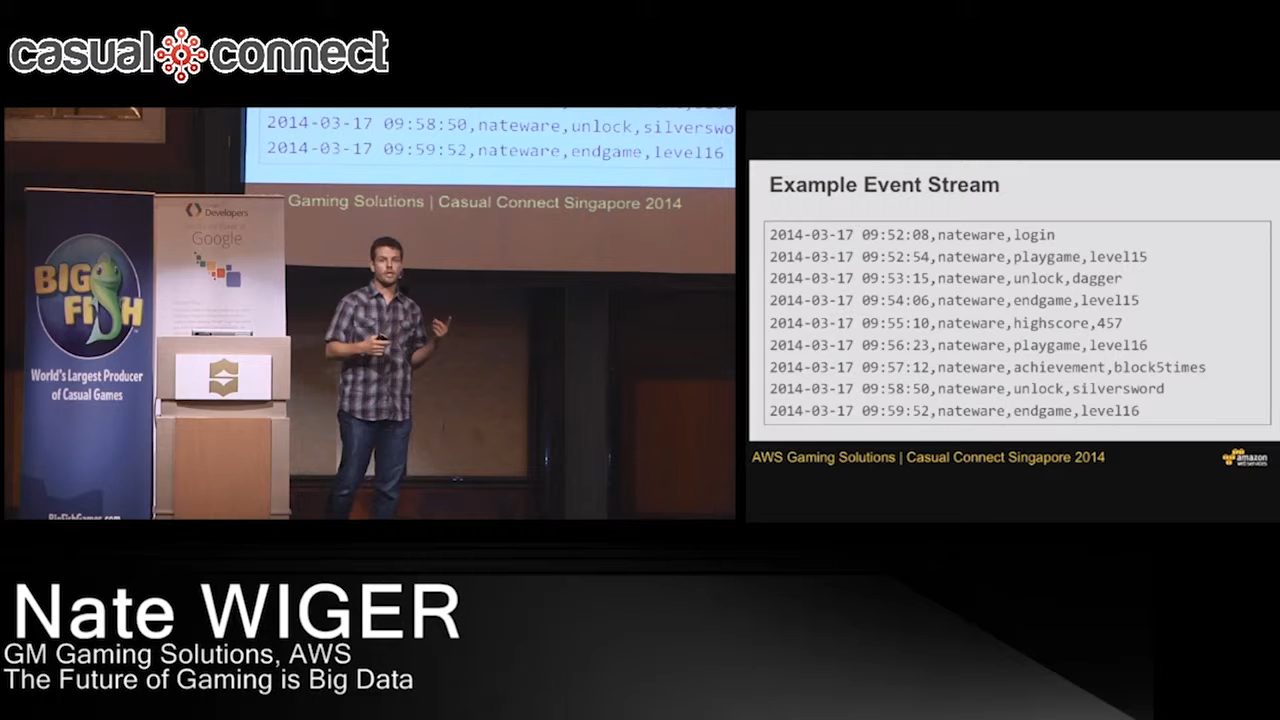 casual connect
2014-03-17 09:58:50,nateware,unlock,silverswo
2014-03-17 09:59:52,nateware,endgame,level16
Gaming Solutions | Casual Connect Singapore 2014
Developers
Google
BIG FISH
World's Largest Producer
of Casual Games
BigFishGames.com
Example Event Stream
2014-03-17 09:52:08,nateware,login
2014-03-17 09:52:54,nateware,playgame,level15
2014-03-17 09:53:15,nateware,unlock,dagger
2014-03-17 09:54:06,nateware,endgame,level15
2014-03-17 09:55:10,nateware,highscore,457
2014-03-17 09:56:23,nateware,playgame,level16
2014-03-17 09:57:12,nateware,achievement,block5times
2014-03-17 09:58:50,nateware,unlock,silversword
2014-03-17 09:59:52,nateware,endgame,level16
AWS Gaming Solutions | Casual Connect Singapore 2014
amazon
web services
Nate WIGER
GM Gaming Solutions, AWS
The Future of Gaming is Big Data